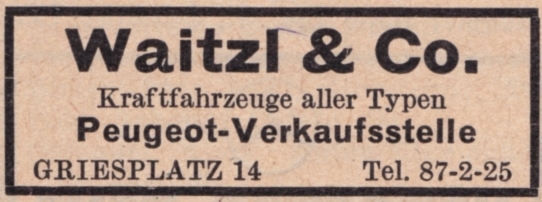 Waitzl & Co.
Kraftfahrzeuge aller Typen
Peugeot-Verkaufsstelle
GRIESPLATZ 14 Tel. 87-2-25